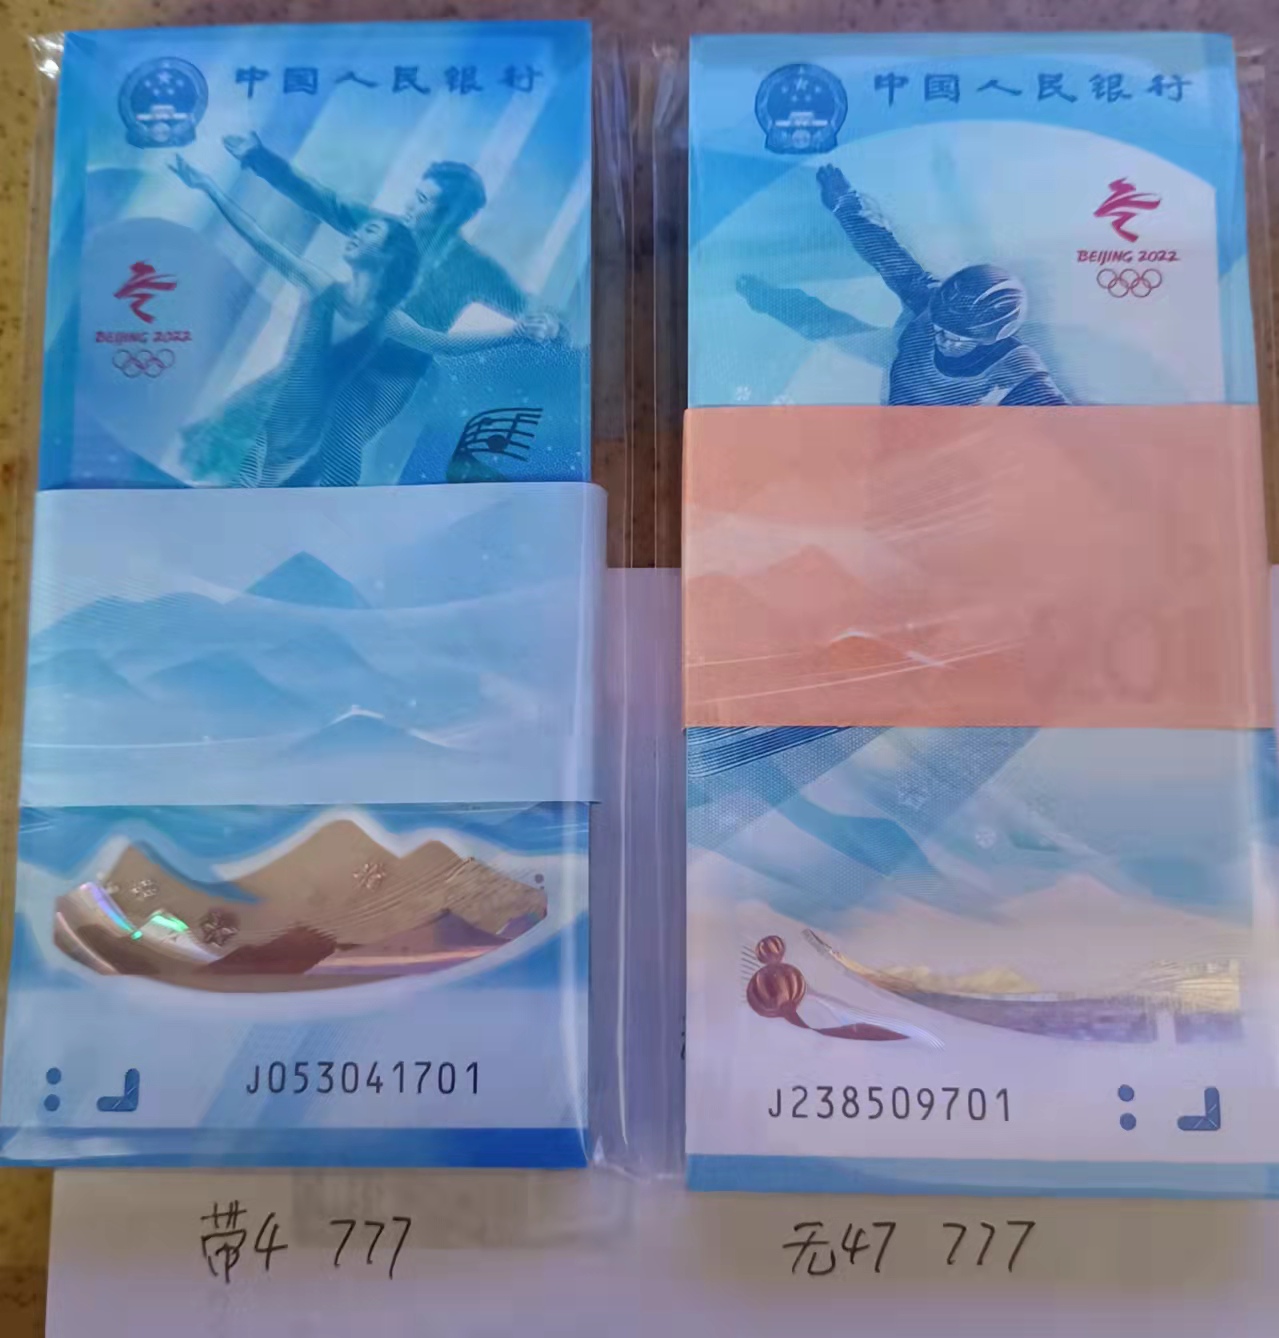 中国人民银行
BEIJING 2022
J053041701
带4 777
中国人民银行
BEIJING 2022
J238509701
无47 777